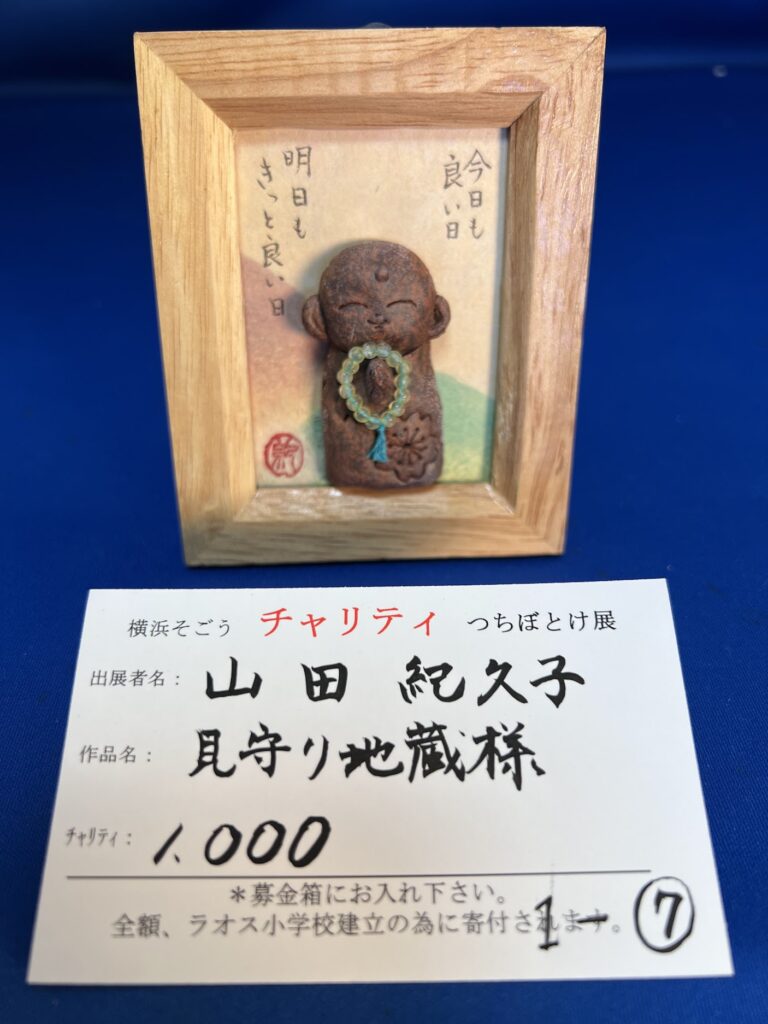 今日も
良い日
明日も
きっと良い日
横浜そごう チャリティ つちぼとけ展
出展者名： 山田 紀久子
作品名： 見守り地蔵様
ﾁｬﾘﾃｨ： 1,000
＊募金箱にお入れ下さい。
全額、ラオス小学校建立の為に寄付されます。
1-⑦